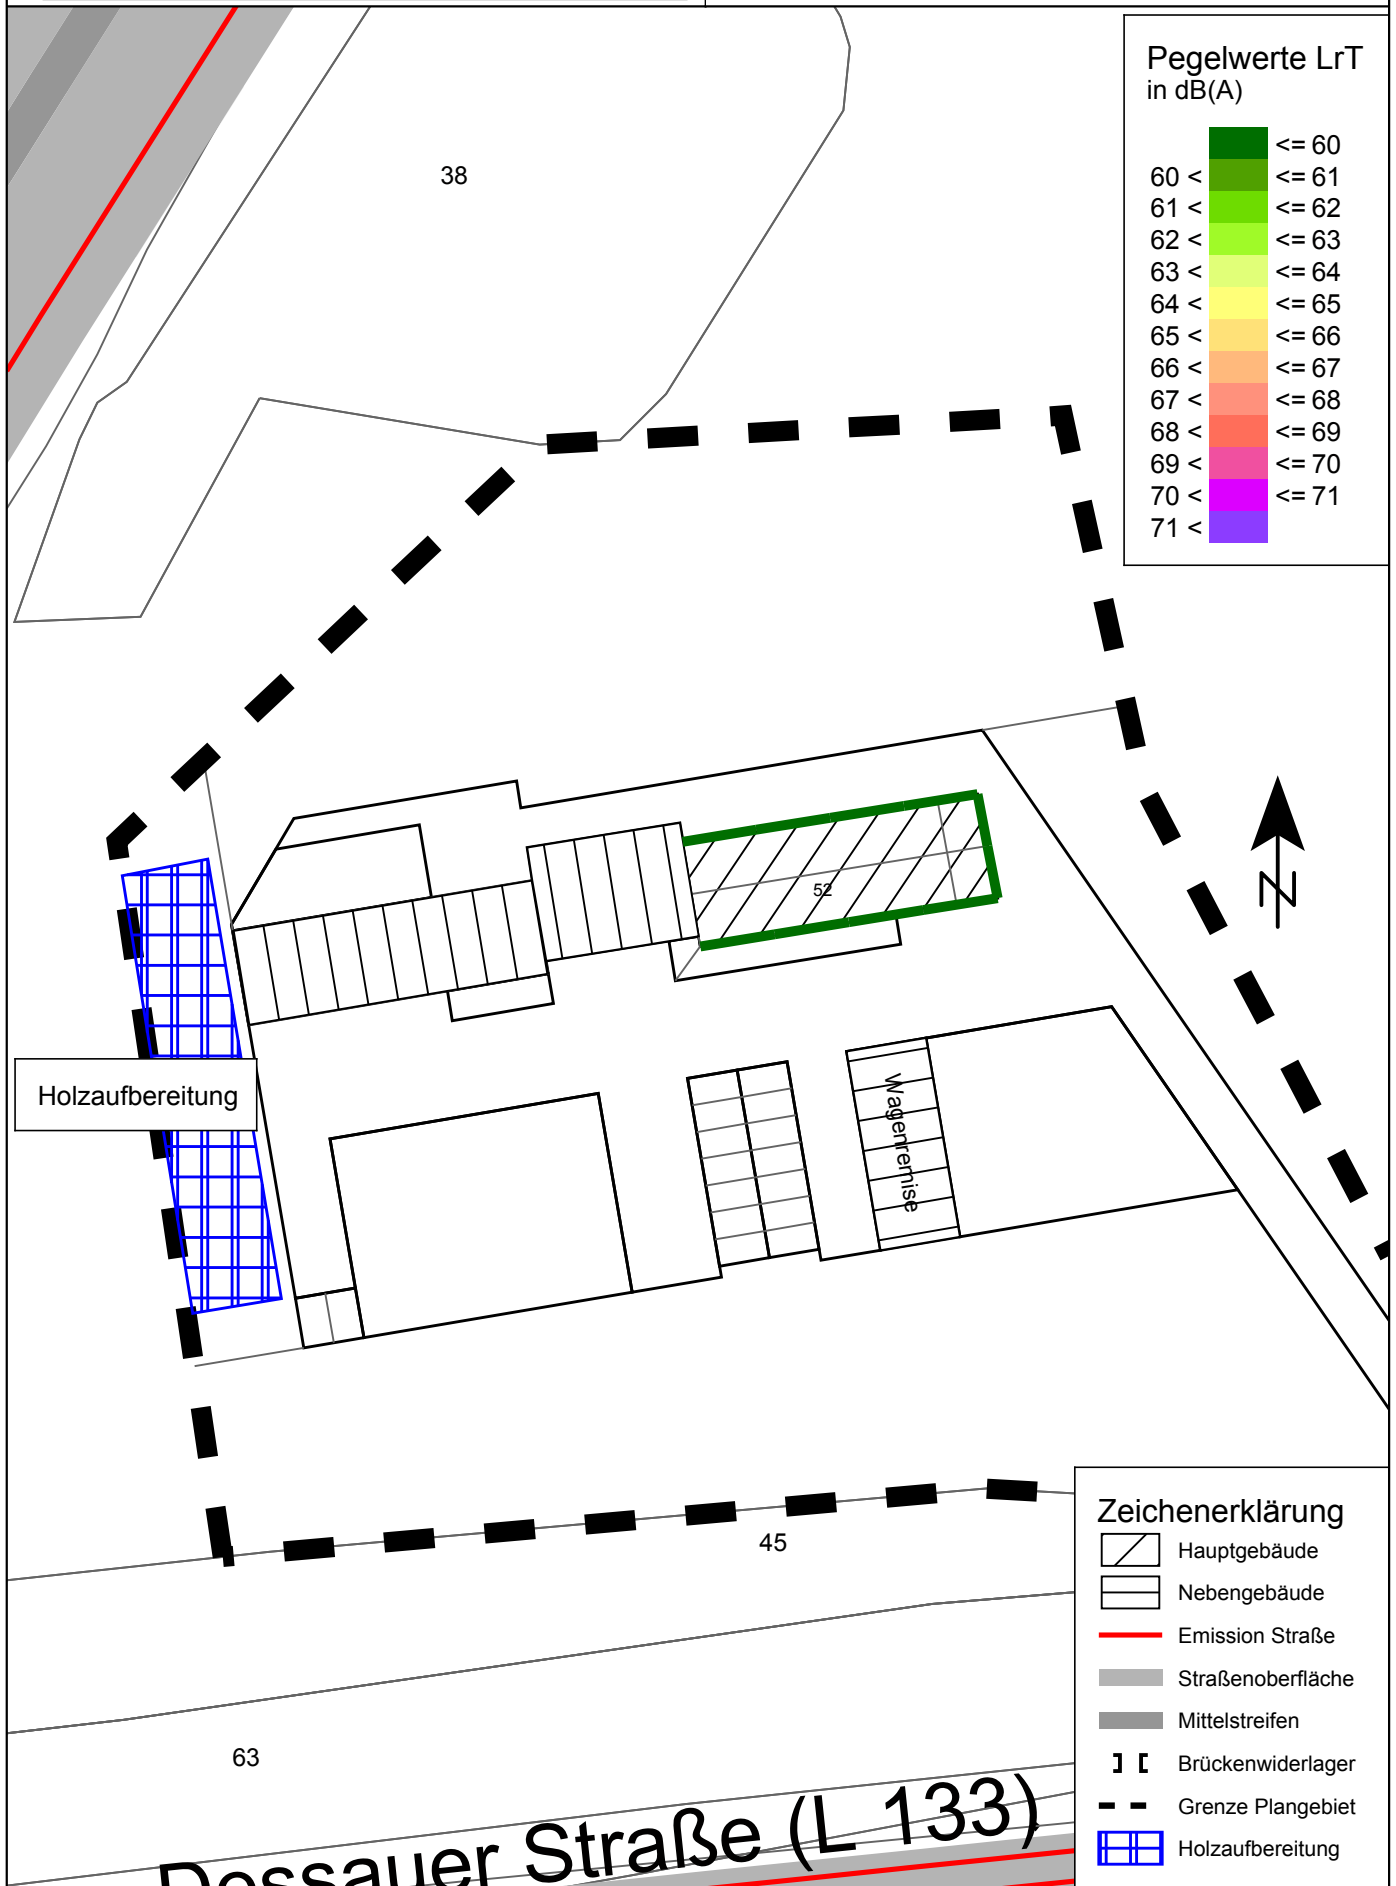 Pegelwerte LrT
in dB(A)
<= 60
60 < <= 61
61 < <= 62
62 < <= 63
63 < <= 64
64 < <= 65
65 < <= 66
66 < <= 67
67 < <= 68
68 < <= 69
69 < <= 70
70 < <= 71
71 <
38
52
N
Holzaufbereitung
Wagenremise
45
63
Dessauer Straße (L 133)
Zeichenerklärung
Hauptgebäude
Nebengebäude
Emission Straße
Straßenoberfläche
Mittelstreifen
Brückenwiderlager
Grenze Plangebiet
Holzaufbereitung